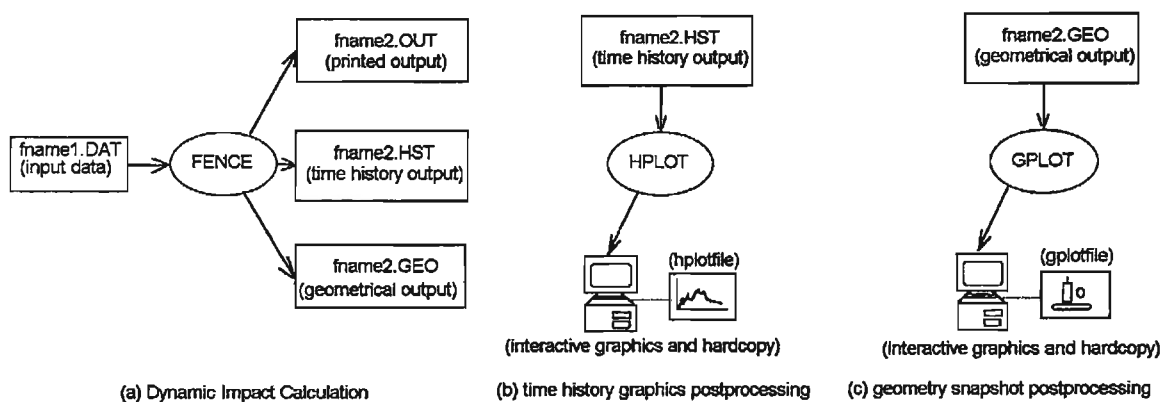 fname2.OUT
(printed output)
fname1.DAT
(input data)
FENCE
fname2.HST
(time history output)
fname2.GEO
(geometrical output)
(a) Dynamic Impact Calculation
fname2.HST
(time history output)
HPLOT
(hplotfile)
(interactive graphics and hardcopy)
(b) time history graphics postprocessing
fname2.GEO
(geometrical output)
GPLOT
(gplotfile)
(interactive graphics and hardcopy)
(c) geometry snapshot postprocessing